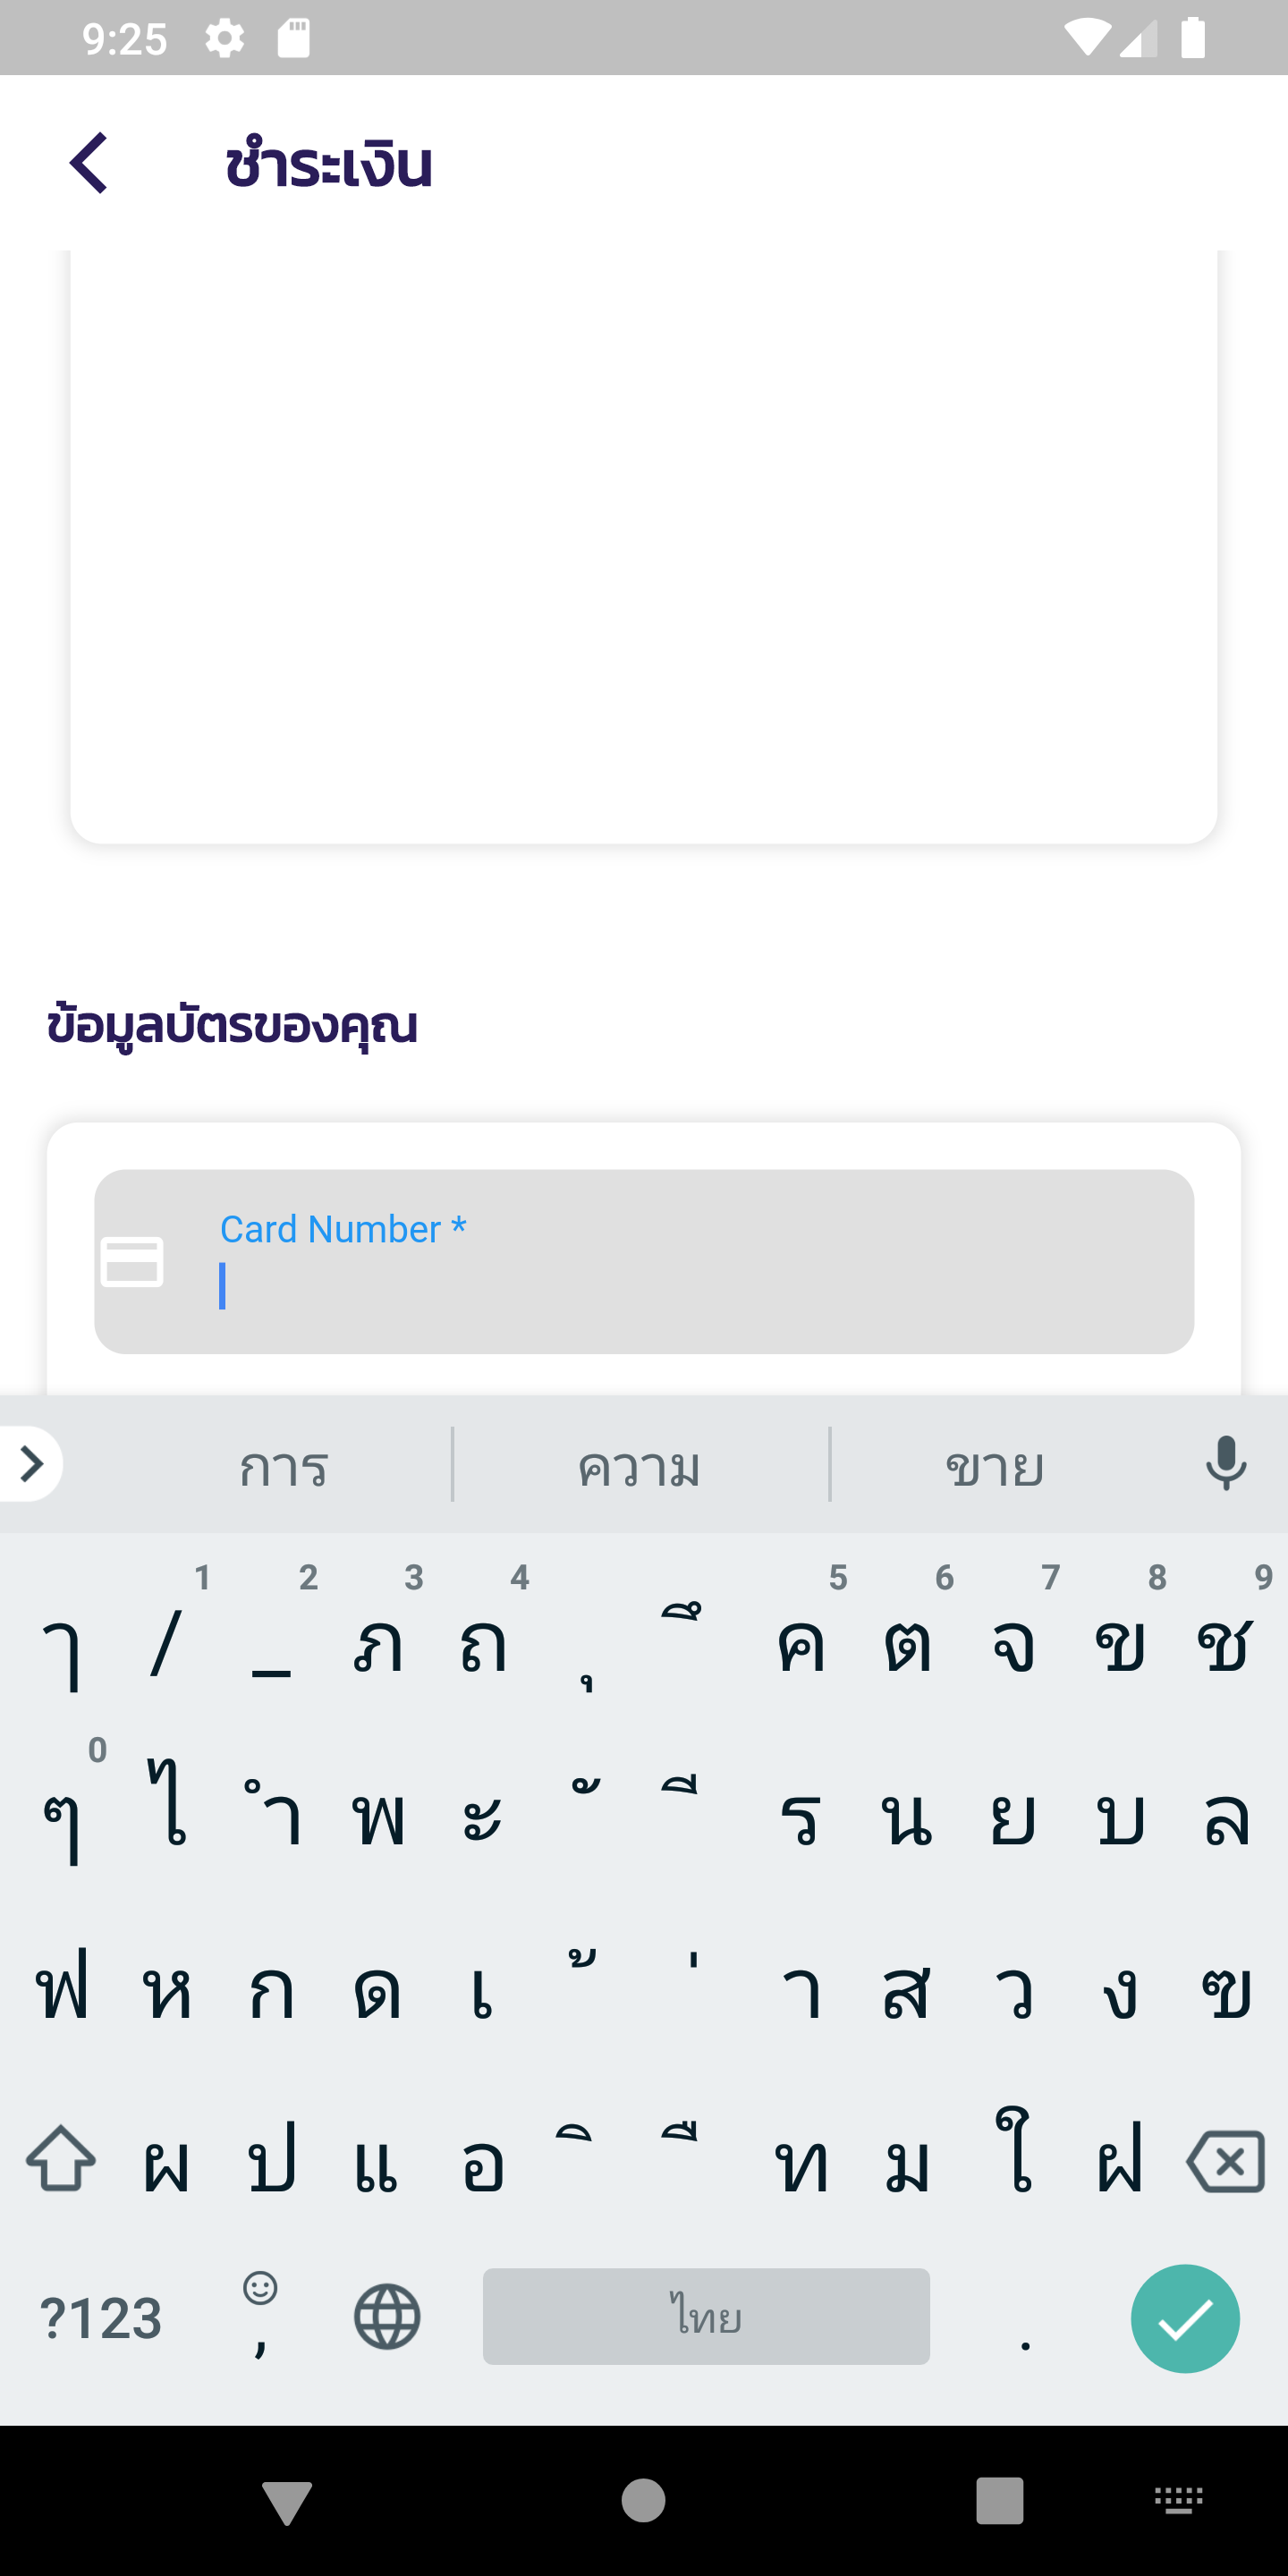 9:25
ชำระเงิน
ข้อมูลบัตรของคุณ
Card Number *
การ ความ ขาย
1 2 3 4 5 6 7 8 9
ๅ / _ ภ ถ ุ ึ ค ต จ ข ช
0
ๆ ไ ำ พ ะ ั ี ร น ย บ ล
ฟ ห ก ด เ ้ ่ า ส ว ง ฃ
ผ ป แ อ ิ ื ท ม ใ ฝ
?123 , ไทย .